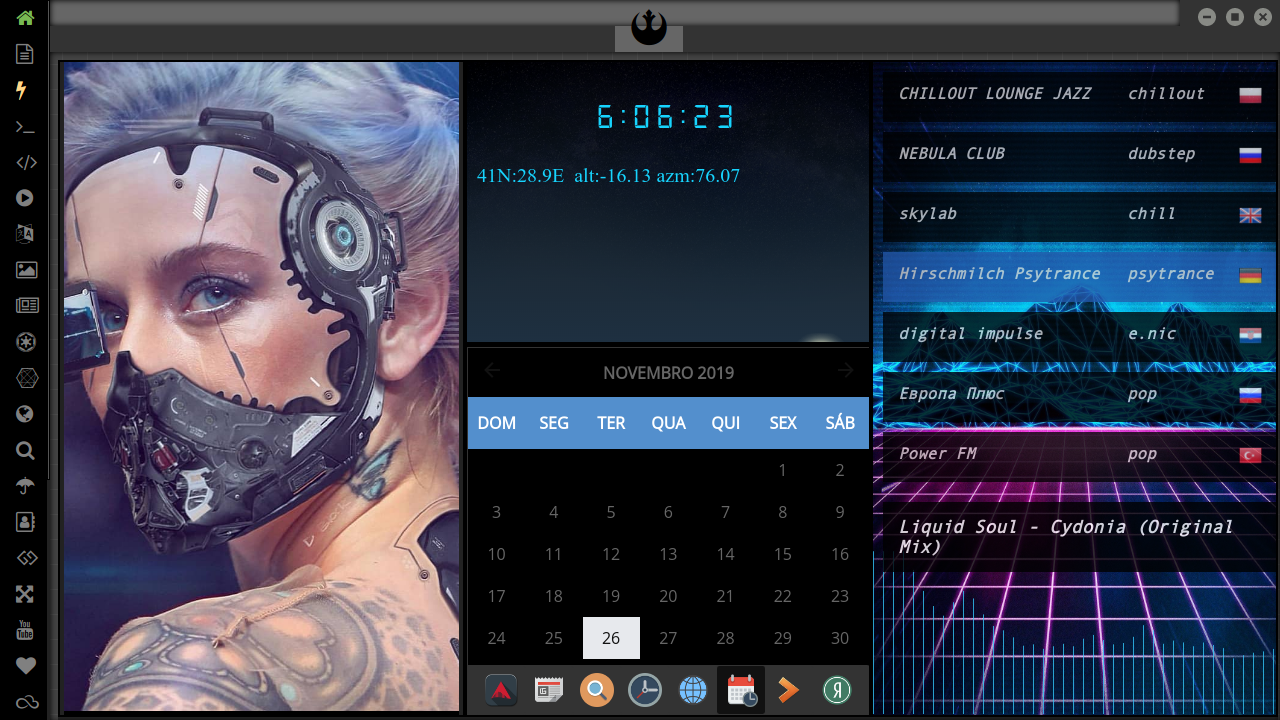 6:06:23
41N:28.9E alt:-16.13 azm:76.07
NOVEMBRO 2019
DOM SEG TER QUA QUI SEX SÁB
1 2
3 4 5 6 7 8 9
10 11 12 13 14 15 16
17 18 19 20 21 22 23
24 25 26 27 28 29 30
CHILLOUT LOUNGE JAZZ chillout
NEBULA CLUB dubstep
skylab chill
Hirschmilch Psytrance psytrance
digital impulse e.nic
Европа Плюс pop
Power FM pop
Liquid Soul - Cydonia (Original
Mix)
You
Tube
Я